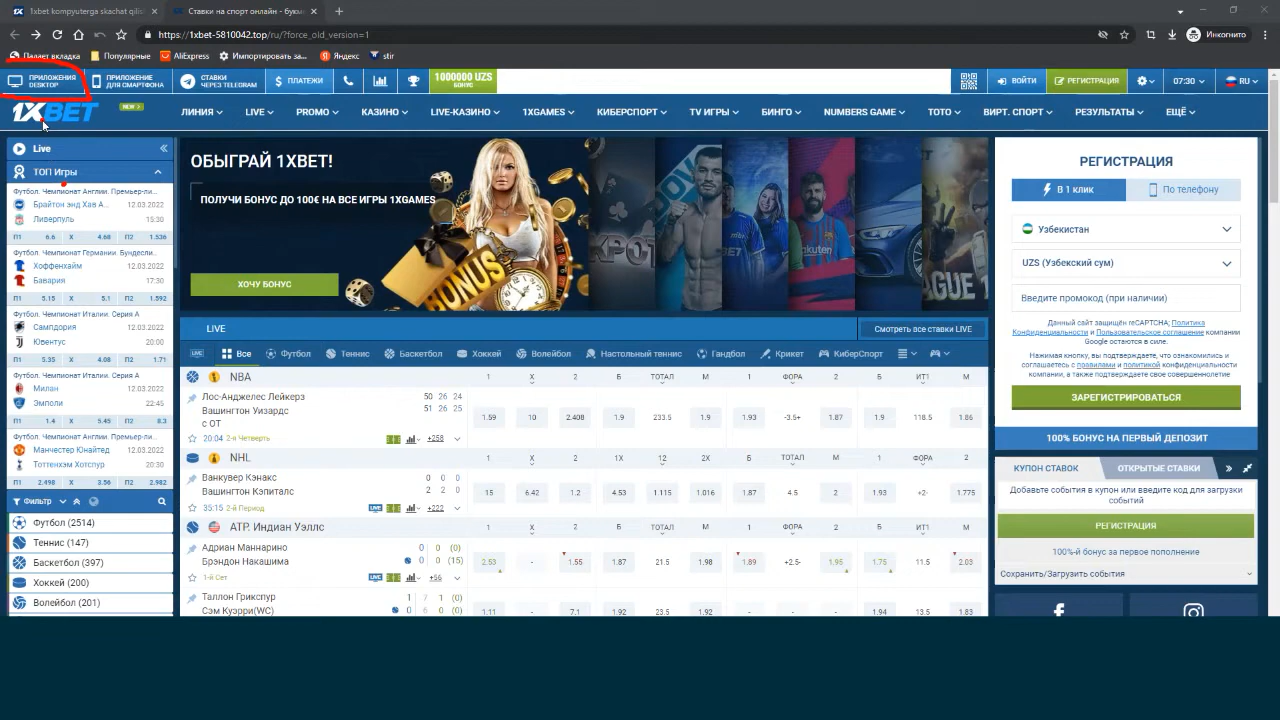 1xbet kompyuterga skachat qilis
Ставки на спорт онлайн - бук
https://1xbet-5810042.top/ru/?force_old_version=1
Инкогнито
Падает вкладка
Популярные
AliExpress
Импортировать за...
Яндекс
stir
ПРИЛОЖЕНИЯ
DESKTOP
ПРИЛОЖЕНИЕ
ДЛЯ СМАРТФОНА
СТАВКИ
ЧЕРЕЗ TELEGRAM
ПЛАТЕЖИ
1000000 UZS
БОНУС
ВОЙТИ
РЕГИСТРАЦИЯ
07:30
RU
1XBET
NEW
ЛИНИЯ
LIVE
PROMO
КАЗИНО
LIVE-КАЗИНО
1XGAMES
КИБЕРСПОРТ
TV ИГРЫ
БИНГО
NUMBERS GAME
ТОТО
ВИРТ. СПОРТ
РЕЗУЛЬТАТЫ
ЕЩЁ
Live
ТОП Игры
Футбол. Чемпионат Англии. Премьер-ли...
Брайтон энд Хав А... 12.03.2022
Ливерпуль 15:30
П1 6.6 X 4.68 П2 1.536
Футбол. Чемпионат Германии. Бундесли...
Хоффенхайм 12.03.2022
Бавария 17:30
П1 5.15 X 5.1 П2 1.592
Футбол. Чемпионат Италии. Серия А
Сампдория 12.03.2022
Ювентус 20:00
П1 5.35 X 4.08 П2 1.71
Футбол. Чемпионат Италии. Серия А
Милан 12.03.2022
Эмполи 22:45
П1 1.4 X 5.45 П2 8.3
Футбол. Чемпионат Англии. Премьер-ли...
Манчестер Юнайтед 12.03.2022
Тоттенхэм Хотспур 20:30
П1 2.498 X 3.56 П2 2.982
Фильтр
Футбол (2514)
Теннис (147)
Баскетбол (397)
Хоккей (200)
Волейбол (201)
ОБЫГРАЙ 1XBET!
ПОЛУЧИ БОНУС ДО 100€ НА ВСЕ ИГРЫ 1XGAMES
ХОЧУ БОНУС
BONUS
LIVE
Смотреть все ставки LIVE
Все
Футбол
Теннис
Баскетбол
Хоккей
Волейбол
Настольный теннис
Гандбол
Крикет
КиберСпорт
NBA X 2 ТОТАЛ М 1 ФОРА 2 Б ИТ1 М
Лос-Анджелес Лейкерз 50 26 24
Вашингтон Уизардс 51 26 25
с ОТ
1.59 10 2.408 1.9 233.5 1.9 1.93 -3.5+ 1.87 1.9 118.5 1.86
20:04 2-я Четверть +258
NHL 1 X 2 Б 1X 12 2X Б ТОТАЛ М 1 ФОРА 2
Ванкувер Кэнакс 0 0 0
Вашингтон Кэпиталс 2 2 0
15 6.42 1.2 4.53 1.115 1.016 1.87 4.5 2 1.93 +2- 1.775
35:15 2-й Период +222
ATP. Индиан Уэллс 1 X 2 Б ТОТАЛ М 1 ФОРА 2 Б ИТ1 М
Адриан Маннарино 0 0 (0)
Брэндон Накашима 0 0 (15)
2.53 - 1.55 1.87 21.5 1.98 1.89 +2.5- 1.95 1.75 11.5 2.03
1-й Сет +56
Таллон Грикспур 1 7 1 (0)
Сэм Куэрри(WC) 0 6 0 (0)
1.11 - 7.1 1.92 23.5 1.92 - - - 1.94 13.5 1.83
РЕГИСТРАЦИЯ
В 1 клик
По телефону
Узбекистан
UZS (Узбекский сум)
Введите промокод (при наличии)
Данный сайт защищён reCAPTCHA; Политика
Конфиденциальности и Пользовательское соглашение компании
Google остаются в силе.
Нажимая кнопку, вы подтверждаете, что ознакомились и
соглашаетесь с правилами и политикой конфиденциальности
компании, а также подтверждаете свое совершеннолетие
ЗАРЕГИСТРИРОВАТЬСЯ
100% БОНУС НА ПЕРВЫЙ ДЕПОЗИТ
КУПОН СТАВОК
ОТКРЫТЫЕ СТАВКИ
Добавьте события в купон или введите код для загрузки
событий
РЕГИСТРАЦИЯ
100%-й бонус за первое пополнение
Сохранить/Загрузить события